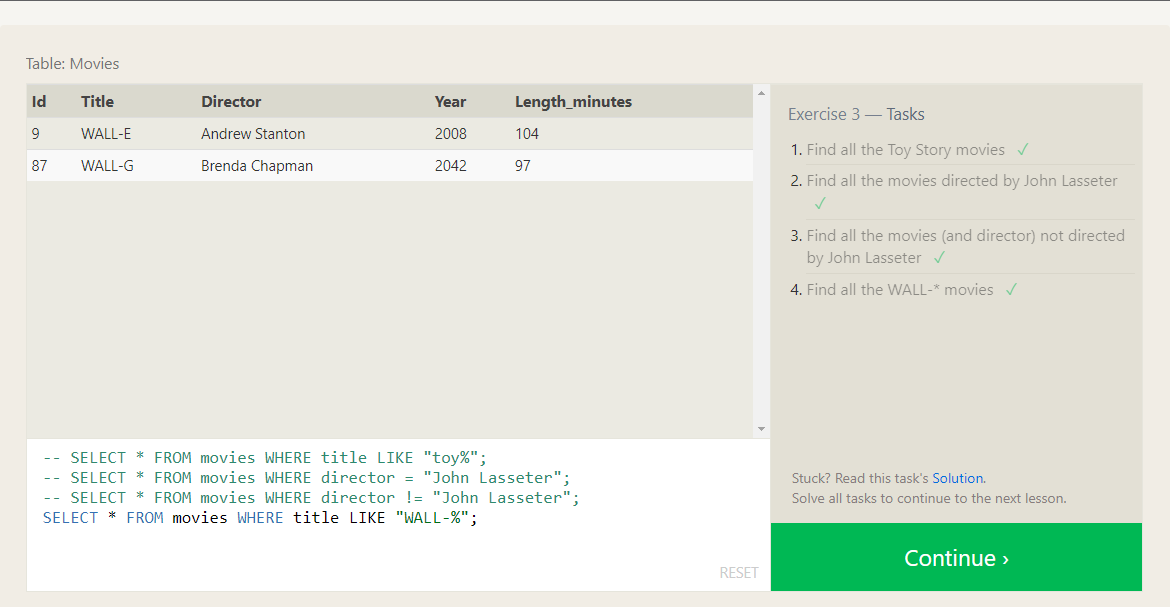 Table: Movies
Id Title Director Year Length_minutes
9 WALL-E Andrew Stanton 2008 104
87 WALL-G Brenda Chapman 2042 97
-- SELECT * FROM movies WHERE title LIKE "toy%";
-- SELECT * FROM movies WHERE director = "John Lasseter";
-- SELECT * FROM movies WHERE director != "John Lasseter";
SELECT * FROM movies WHERE title LIKE "WALL-%";
RESET
Exercise 3 — Tasks
1. Find all the Toy Story movies ✓
2. Find all the movies directed by John Lasseter
✓
3. Find all the movies (and director) not directed
by John Lasseter ✓
4. Find all the WALL-* movies ✓
Stuck? Read this task's Solution.
Solve all tasks to continue to the next lesson.
Continue ›